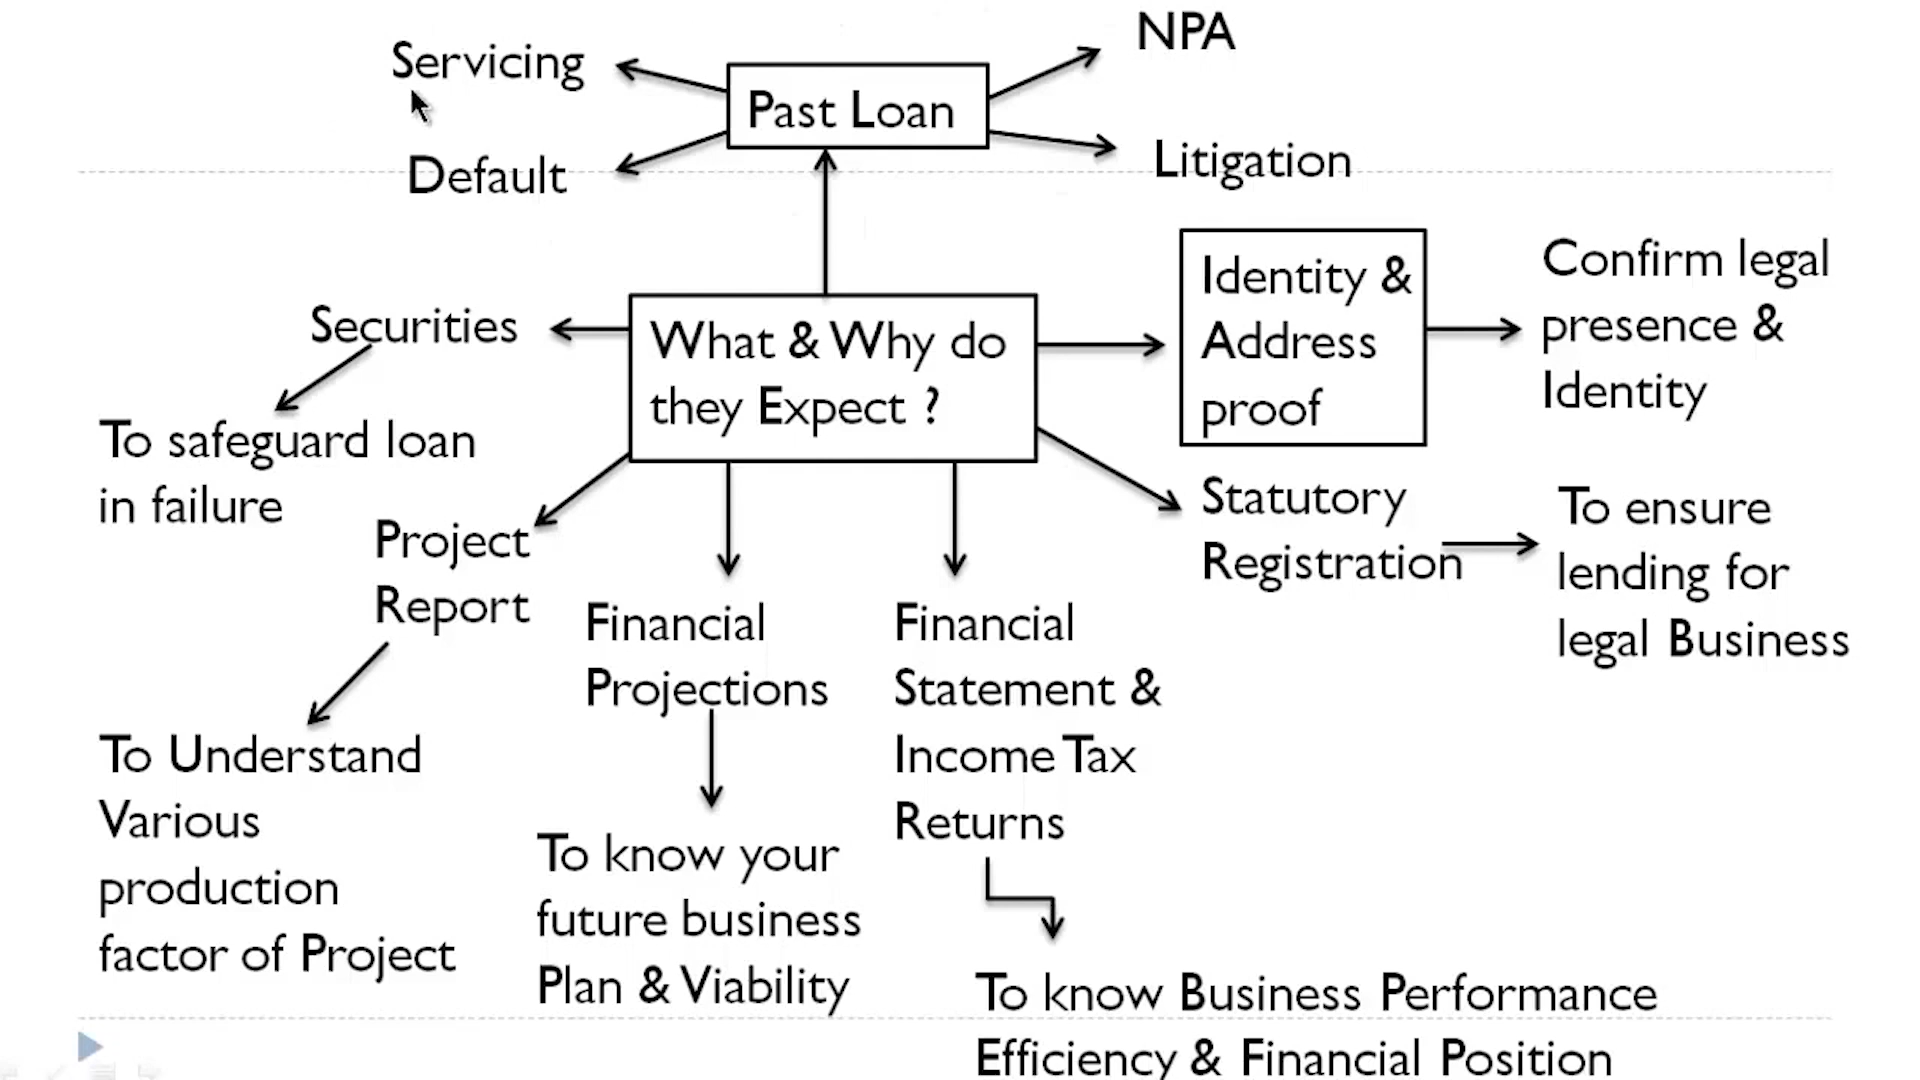 Servicing
NPA
Past Loan
Default
Litigation
Securities
What & Why do
they Expect ?
Identity &
Address
proof
Confirm legal
presence &
Identity
To safeguard loan
in failure
Project
Report
Statutory
Registration
To ensure
lending for
legal Business
Financial
Projections
Financial
Statement &
Income Tax
Returns
To Understand
Various
production
factor of Project
To know your
future business
Plan & Viability
To know Business Performance
Efficiency & Financial Position